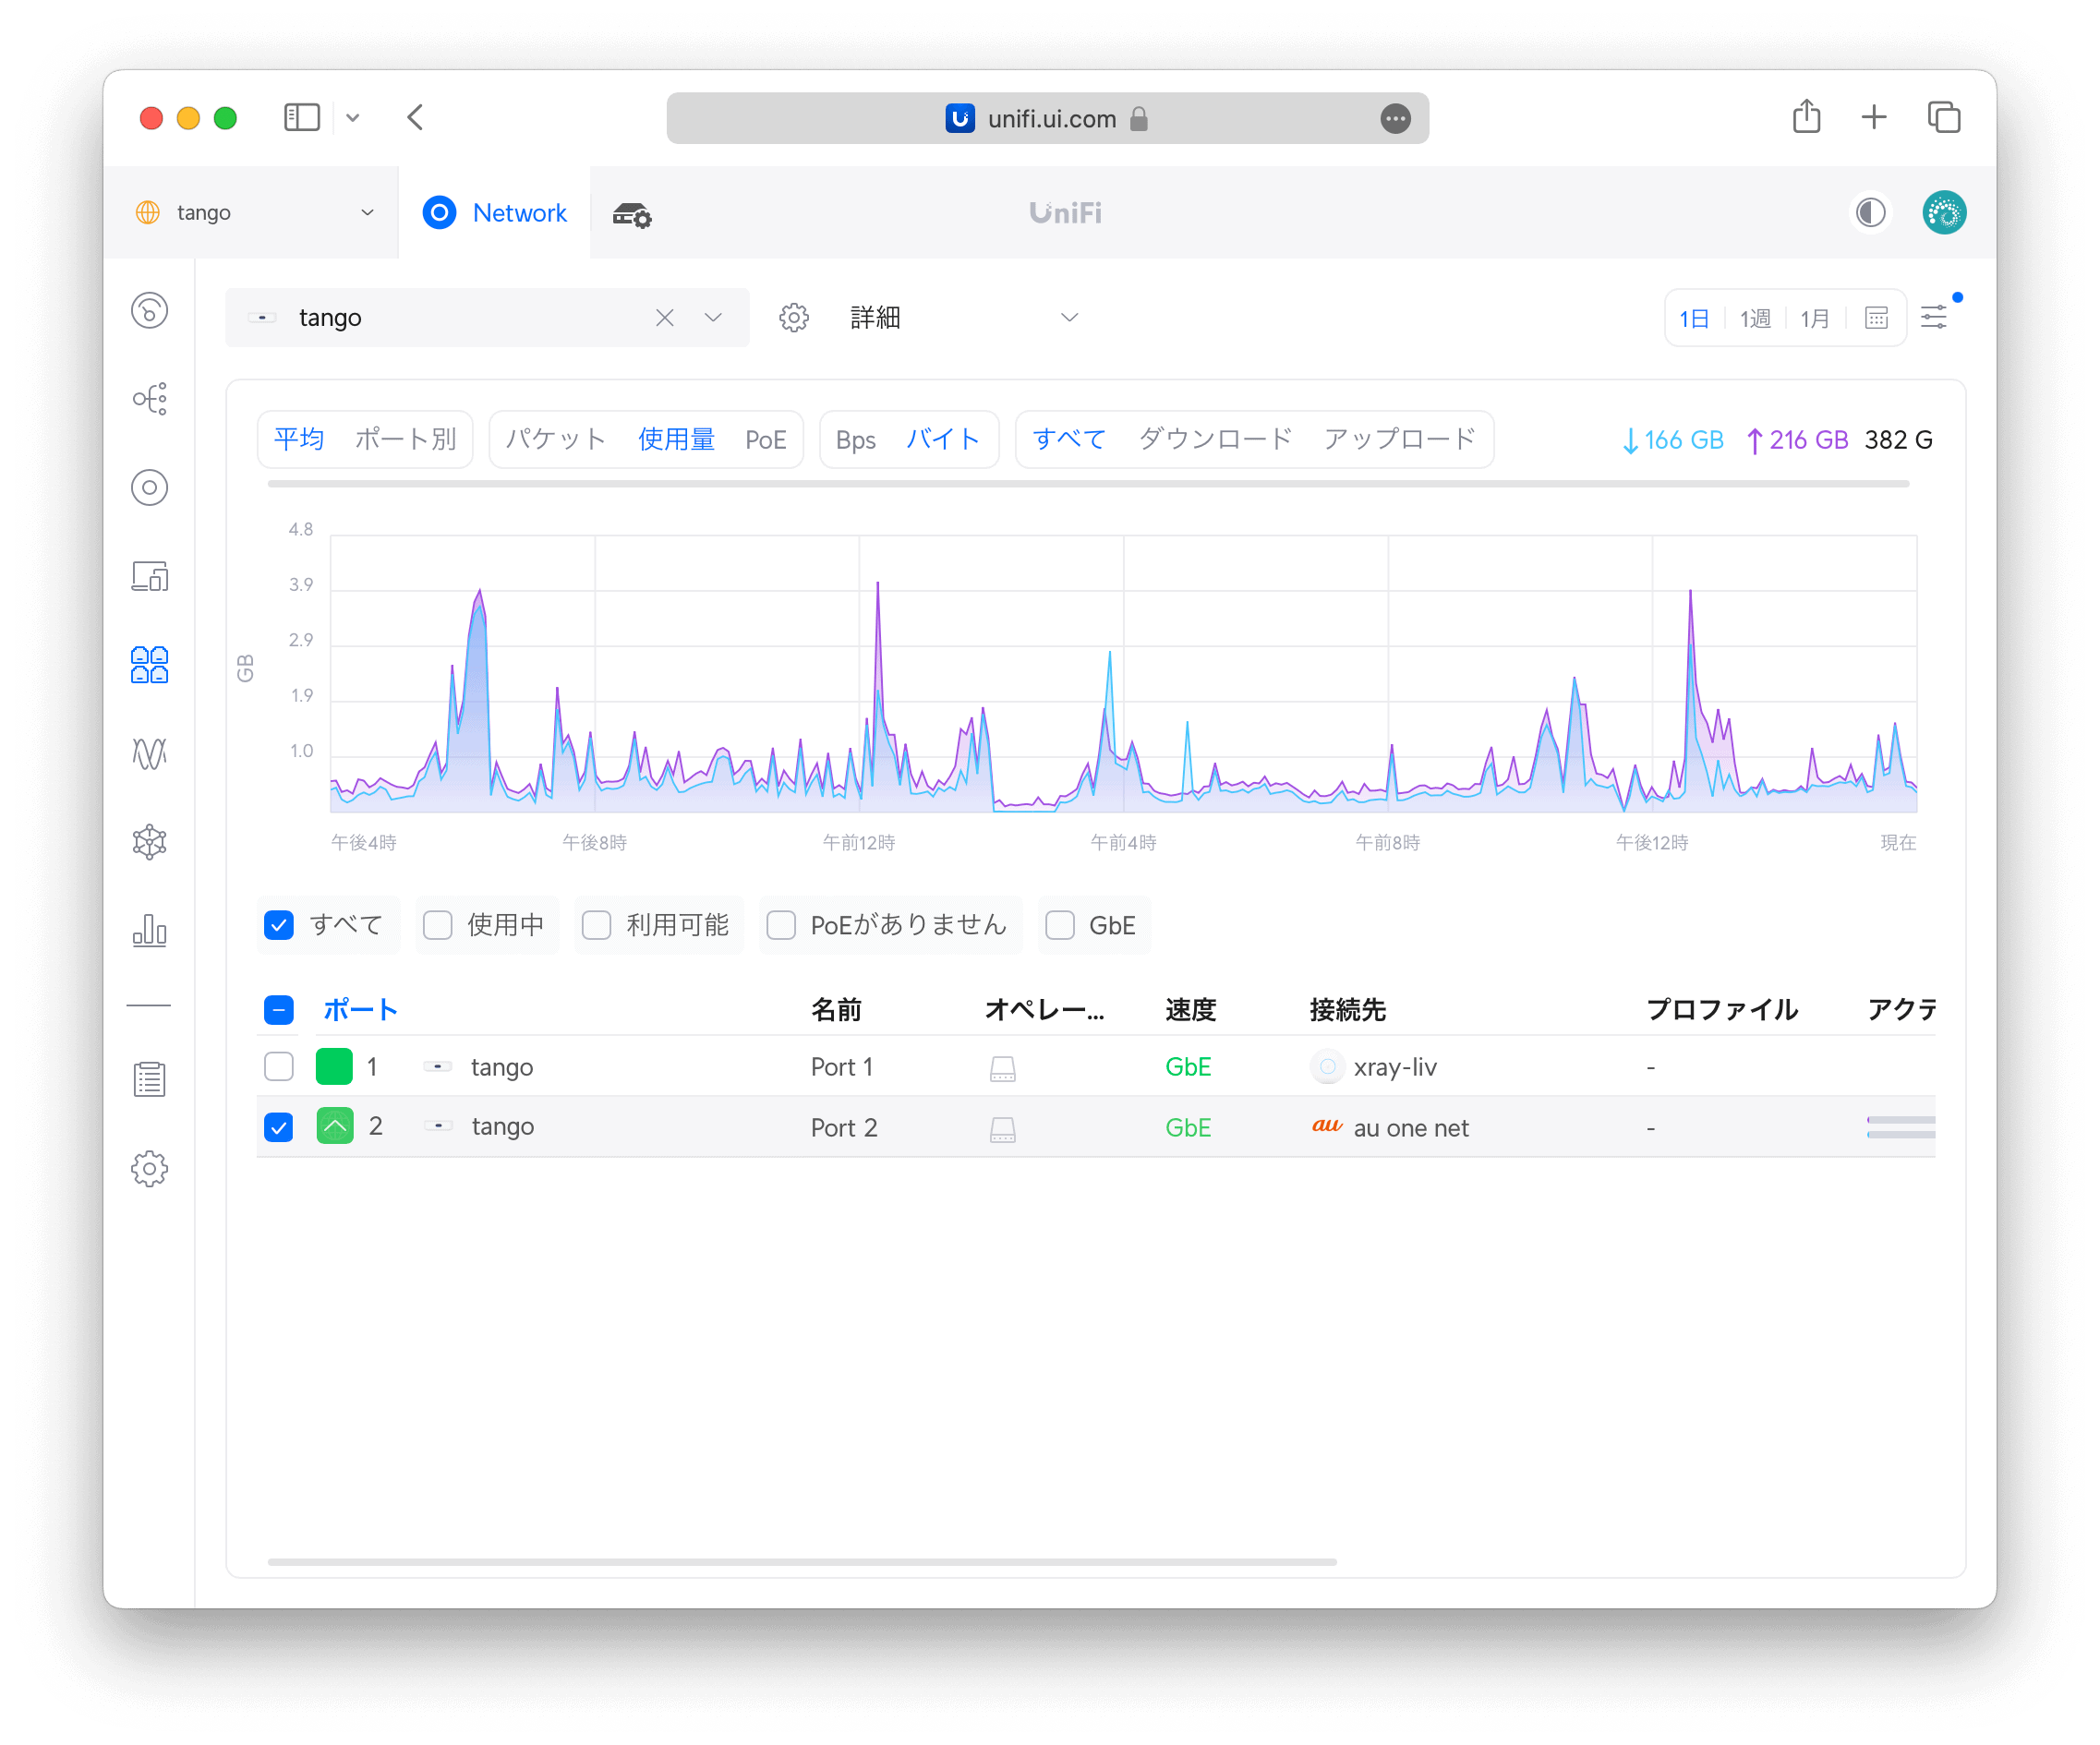 unifi.ui.com
tango
Network
UniFi
tango
詳細
1日 1週 1月
平均 ポート別 パケット 使用量 PoE Bps バイト すべて ダウンロード アップロード ↓166 GB ↑216 GB 382 G
4.8
3.9
2.9
1.9
1.0
GB
午後4時 午後8時 午前12時 午前4時 午前8時 午後12時 現在
すべて 使用中 利用可能 PoEがありません GbE
ポート 名前 オペレー... 速度 接続先 プロファイル アクテ
1 tango Port 1 GbE xray-liv -
2 tango Port 2 GbE au au one net -